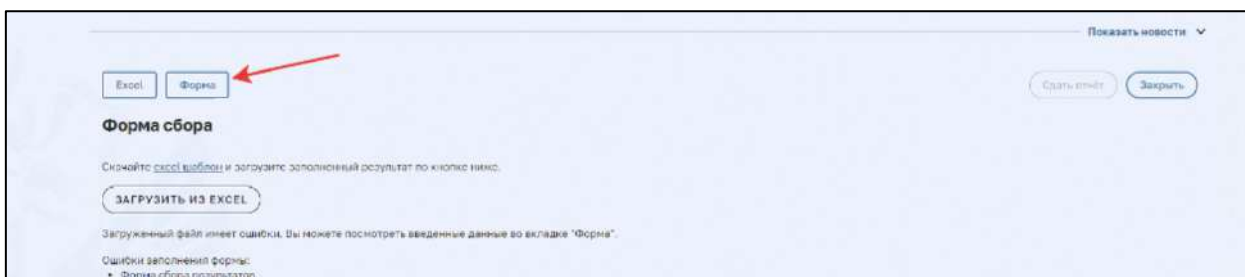 Показать новости
Excel Форма Сдать отчёт Закрыть
Форма сбора
Скачайте excel шаблон и загрузите заполненный результат по кнопке ниже.
ЗАГРУЗИТЬ ИЗ EXCEL
Загруженный файл имеет ошибки. Вы можете посмотреть введенные данные во вкладке "Форма".
Ошибки заполнения формы:
• Форма сбора результатов